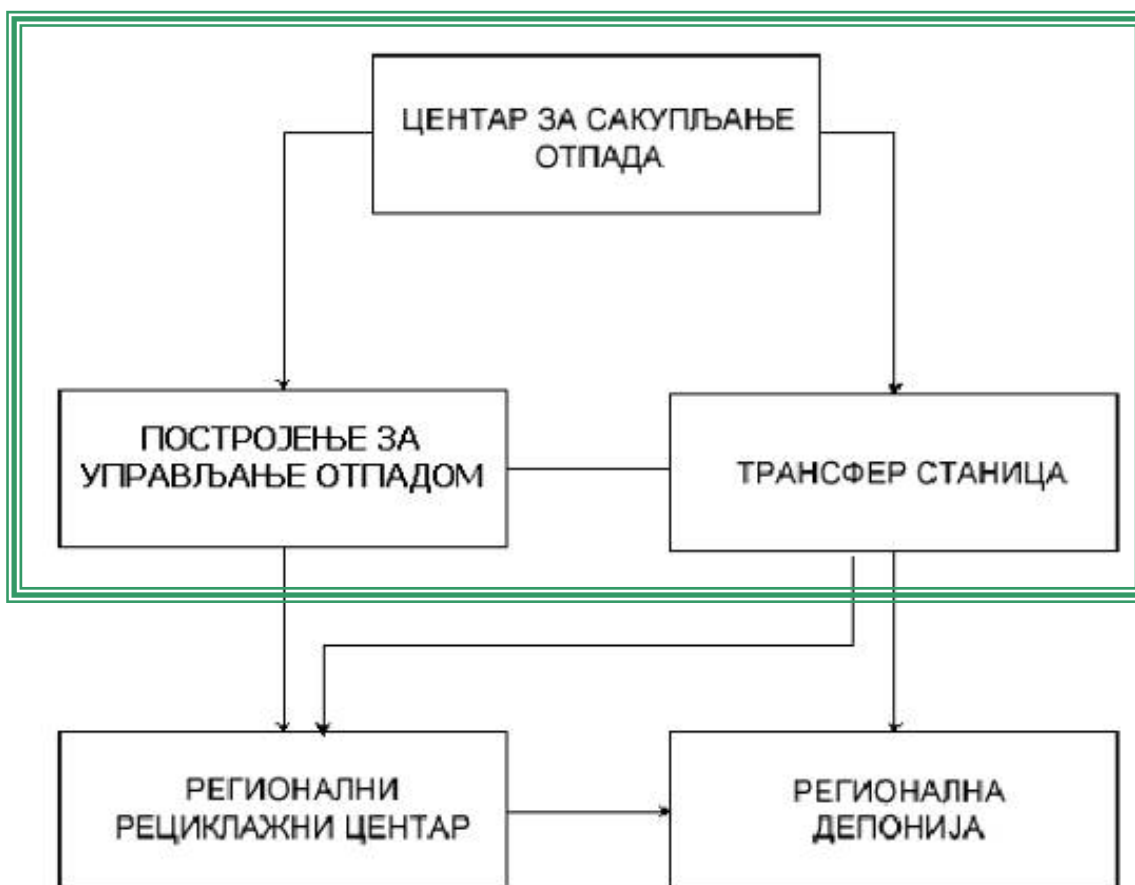 ЦЕНТАР ЗА САКУПЉАЊЕ
ОТПАДА
ПОСТРОЈЕЊЕ ЗА
УПРАВЉАЊЕ ОТПАДОМ
ТРАНСФЕР СТАНИЦА
РЕГИОНАЛНИ
РЕЦИКЛАЖНИ ЦЕНТАР
РЕГИОНАЛНА
ДЕПОНИЈА